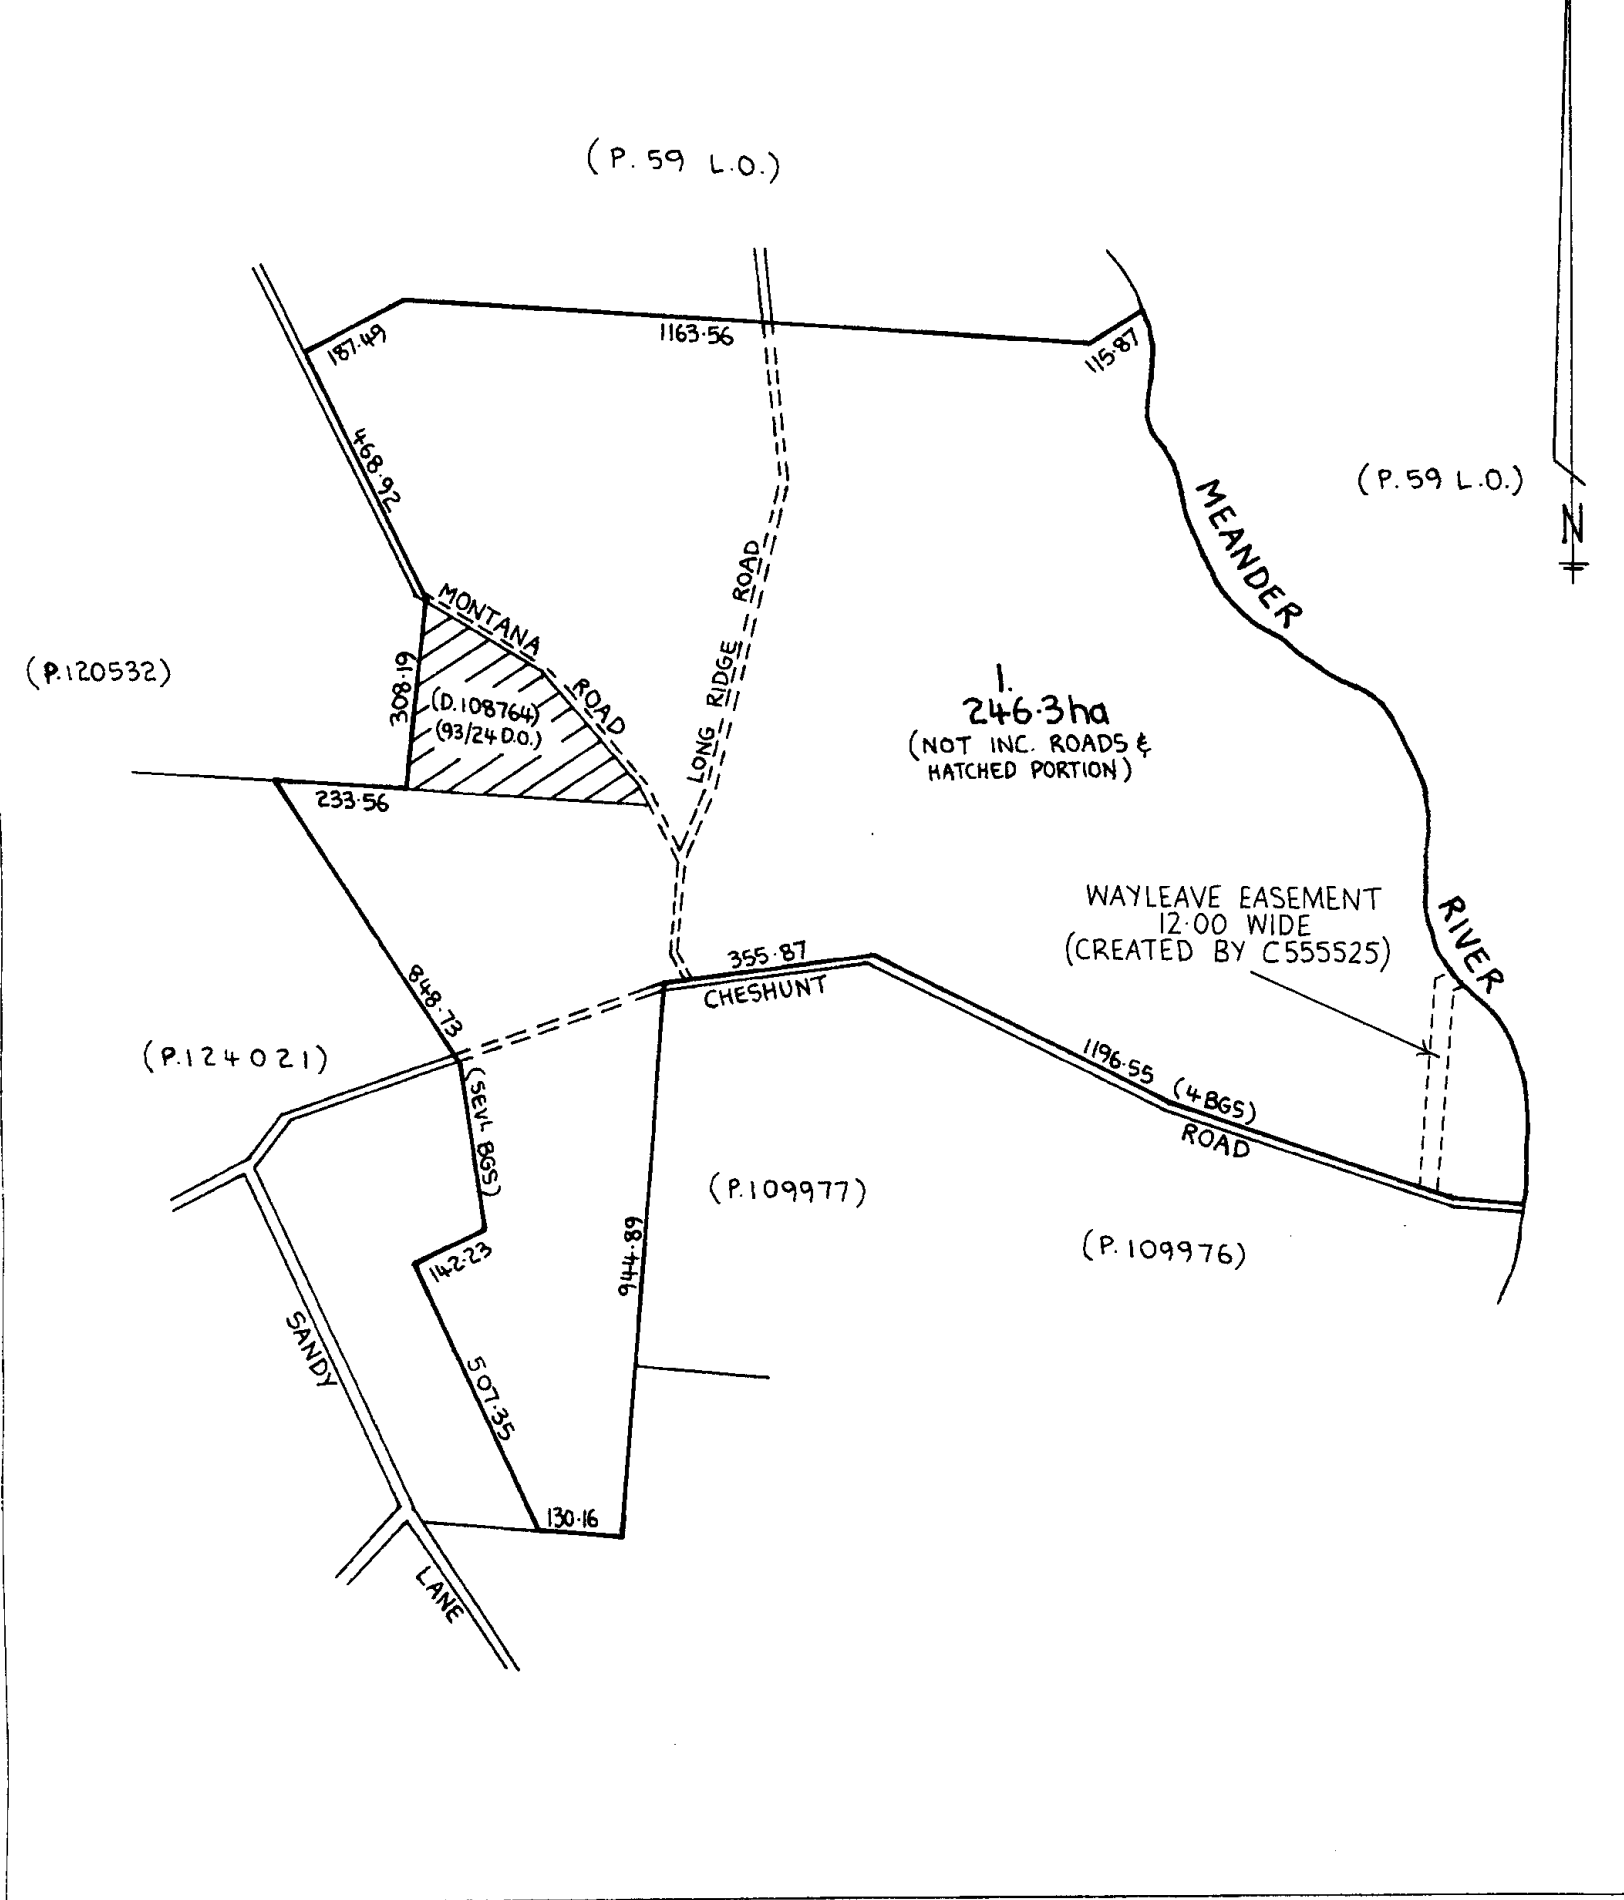 (P. 59 L.O.)
187·49
1163·56
115·87
468·92
(P. 59 L.O.)
N
MEANDER
MONTANA
ROAD
LONG RIDGE ROAD
(P.120532)
308·19
(D.108764)
(93/24 D.O.)
1.
246·3ha
(NOT INC. ROADS &
HATCHED PORTION)
233·56
WAYLEAVE EASEMENT
12·00 WIDE
(CREATED BY C555525)
RIVER
355·87
CHESHUNT
848·73
(P.124021)
(SEVL BGS)
1196·55 (4 BGS)
ROAD
(P.109977)
(P.109976)
142·23
944·89
SANDY
507·35
130·16
LANE